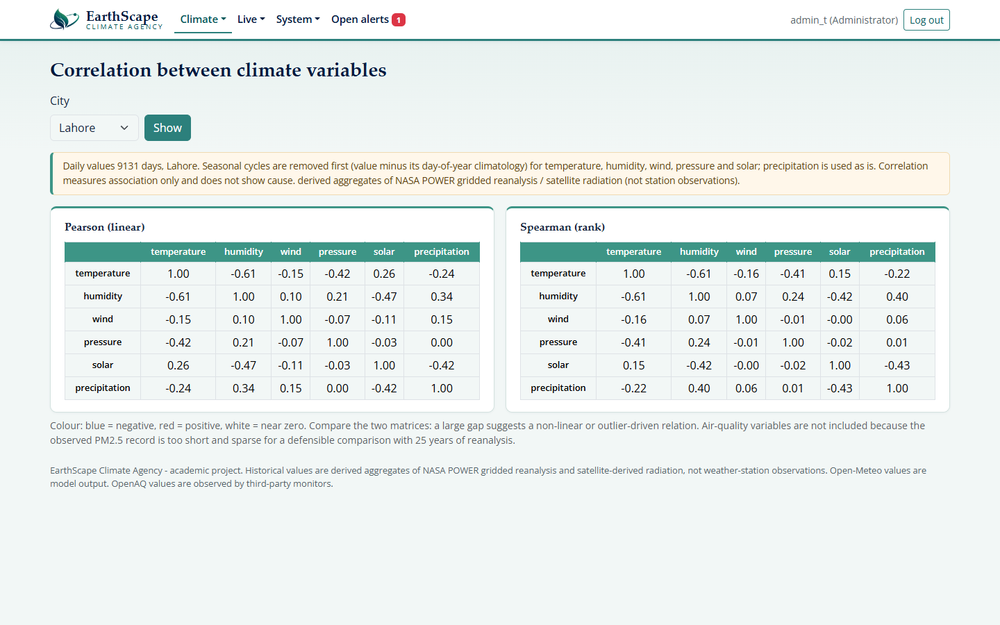 EarthScape
CLIMATE AGENCY
Climate Live System Open alerts 1
admin_t (Administrator) Log out
Correlation between climate variables
City
Lahore Show
Daily values 9131 days, Lahore. Seasonal cycles are removed first (value minus its day-of-year climatology) for temperature, humidity, wind, pressure and solar; precipitation is used as is. Correlation
measures association only and does not show cause. derived aggregates of NASA POWER gridded reanalysis / satellite radiation (not station observations).
Pearson (linear)
temperature humidity wind pressure solar precipitation
temperature 1.00 -0.61 -0.15 -0.42 0.26 -0.24
humidity -0.61 1.00 0.10 0.21 -0.47 0.34
wind -0.15 0.10 1.00 -0.07 -0.11 0.15
pressure -0.42 0.21 -0.07 1.00 -0.03 0.00
solar 0.26 -0.47 -0.11 -0.03 1.00 -0.42
precipitation -0.24 0.34 0.15 0.00 -0.42 1.00
Spearman (rank)
temperature humidity wind pressure solar precipitation
temperature 1.00 -0.61 -0.16 -0.41 0.15 -0.22
humidity -0.61 1.00 0.07 0.24 -0.42 0.40
wind -0.16 0.07 1.00 -0.01 -0.00 0.06
pressure -0.41 0.24 -0.01 1.00 -0.02 0.01
solar 0.15 -0.42 -0.00 -0.02 1.00 -0.43
precipitation -0.22 0.40 0.06 0.01 -0.43 1.00
Colour: blue = negative, red = positive, white = near zero. Compare the two matrices: a large gap suggests a non-linear or outlier-driven relation. Air-quality variables are not included because the
observed PM2.5 record is too short and sparse for a defensible comparison with 25 years of reanalysis.
EarthScape Climate Agency - academic project. Historical values are derived aggregates of NASA POWER gridded reanalysis and satellite-derived radiation, not weather-station observations. Open-Meteo values are
model output. OpenAQ values are observed by third-party monitors.